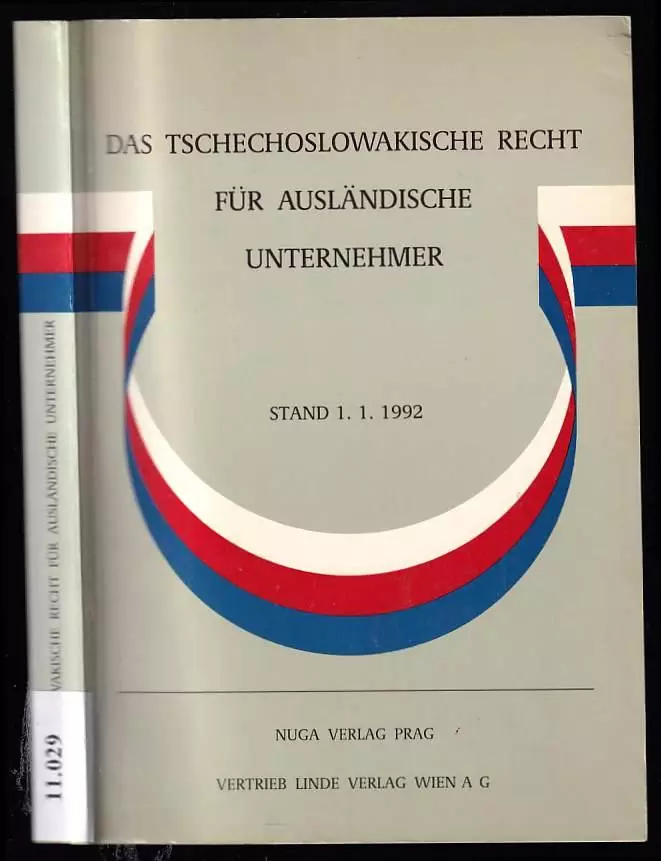 DAS TSCHECHOSLOWAKISCHE RECHT
FÜR AUSLÄNDISCHE
UNTERNEHMER
STAND 1. 1. 1992
NUGA VERLAG PRAG
VERTRIEB LINDE VERLAG WIEN A G
RECHT FÜR AUSLÄNDISCHE UNTERNEHMER
11.029